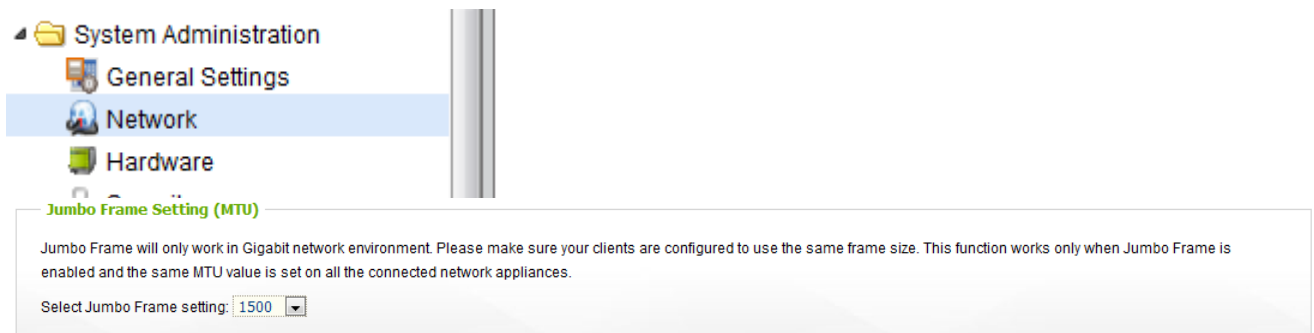 System Administration
General Settings
Network
Hardware
Jumbo Frame Setting (MTU)
Jumbo Frame will only work in Gigabit network environment. Please make sure your clients are configured to use the same frame size. This function works only when Jumbo Frame is
enabled and the same MTU value is set on all the connected network appliances.
Select Jumbo Frame setting: 1500